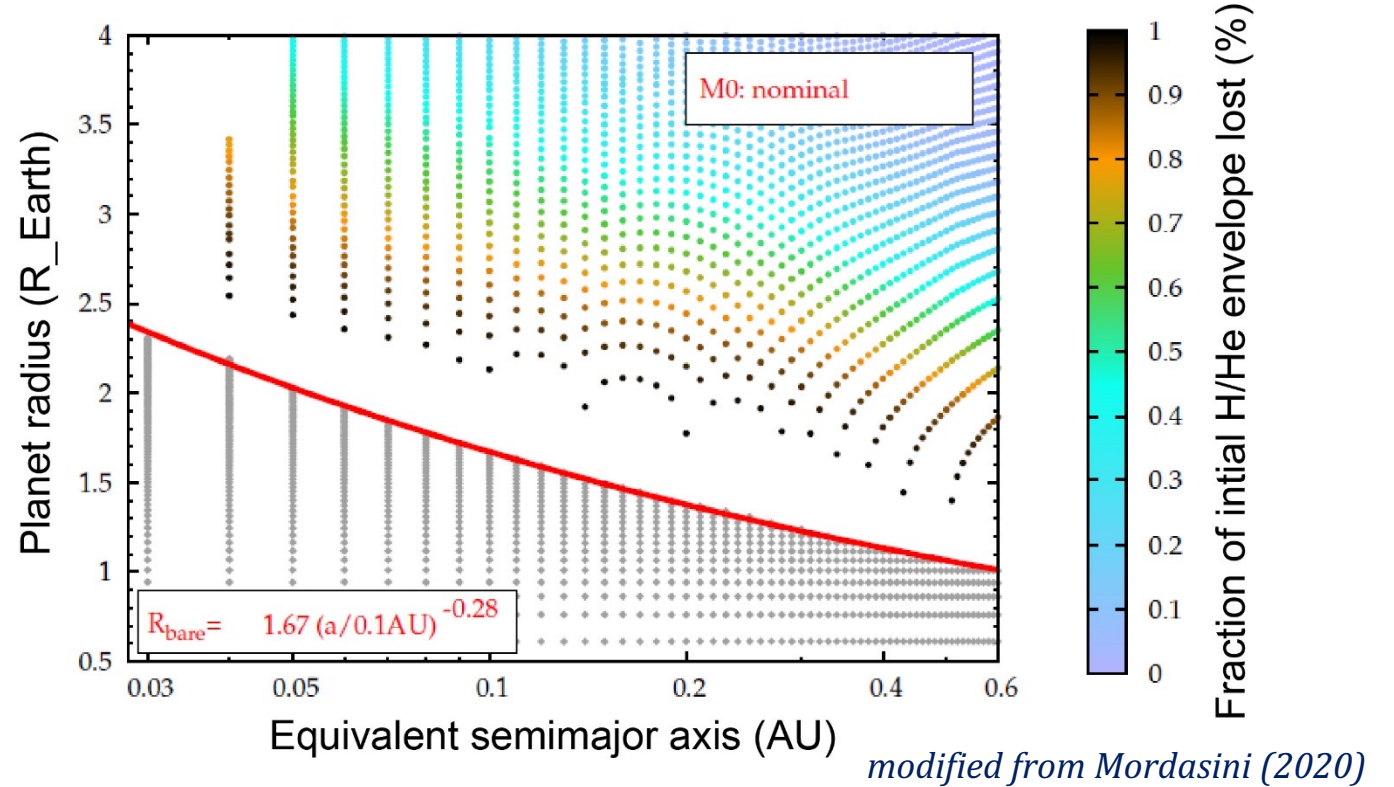 Planet radius (R_Earth)
4
3.5
3
2.5
2
1.5
1
0.5
M0: nominal
R_bare= 1.67 (a/0.1AU)^-0.28
0.03 0.05 0.1 0.2 0.4 0.6
Equivalent semimajor axis (AU)
1
0.9
0.8
0.7
0.6
0.5
0.4
0.3
0.2
0.1
0
Fraction of intial H/He envelope lost (%)
modified from Mordasini (2020)